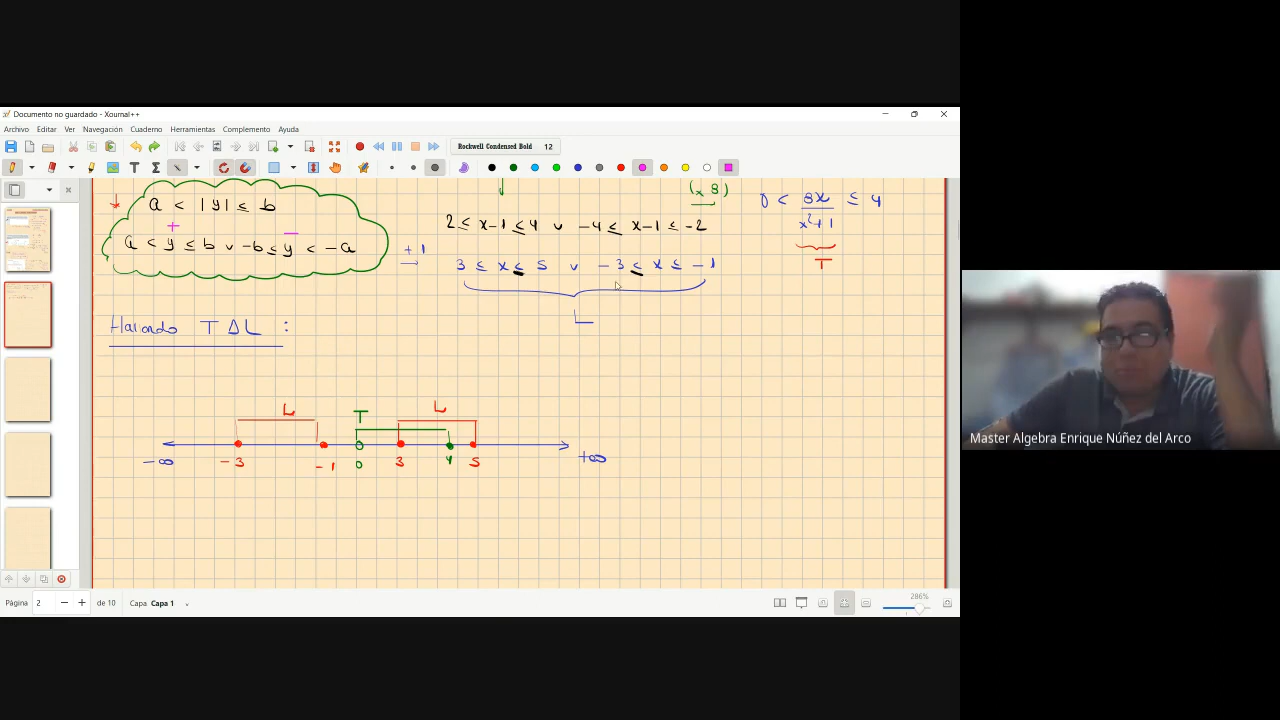 Documento no guardado - Xournal++
Archivo Editar Ver Navegación Cuaderno Herramientas Complemento Ayuda
Rockwell Condensed Bold 12
a < |y| ≤ b
+ −
a < y ≤ b ∨ -b ≤ y < -a
(x 8)
2 ≤ x-1 ≤ 4 ∨ -4 ≤ x-1 ≤ -2
+1
3 ≤ x ≤ 5 ∨ -3 ≤ x ≤ -1
L
0 < 8x / x²+1 ≤ 4
T
Hallando T Δ L :
L T L
-∞ -3 -1 0 3 4 5 +∞
Página 2 de 10 Capa Capa 1
286%
Master Algebra Enrique Núñez del Arco